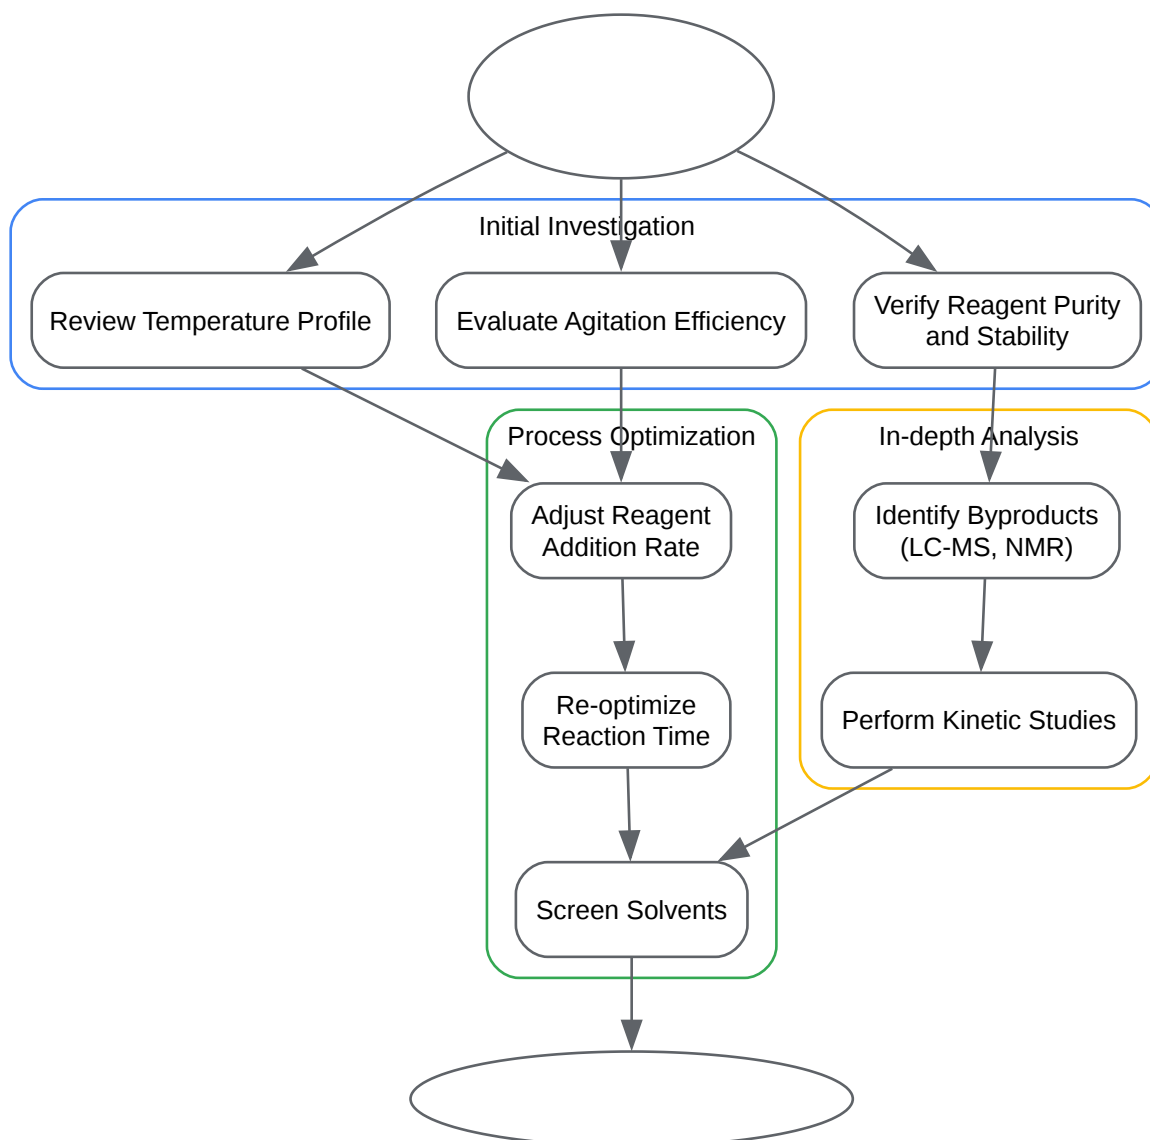 Initial Investigation
Review Temperature Profile
Evaluate Agitation Efficiency
Verify Reagent Purity
and Stability
Process Optimization
In-depth Analysis
Adjust Reagent
Addition Rate
Identify Byproducts
(LC-MS, NMR)
Re-optimize
Reaction Time
Perform Kinetic Studies
Screen Solvents